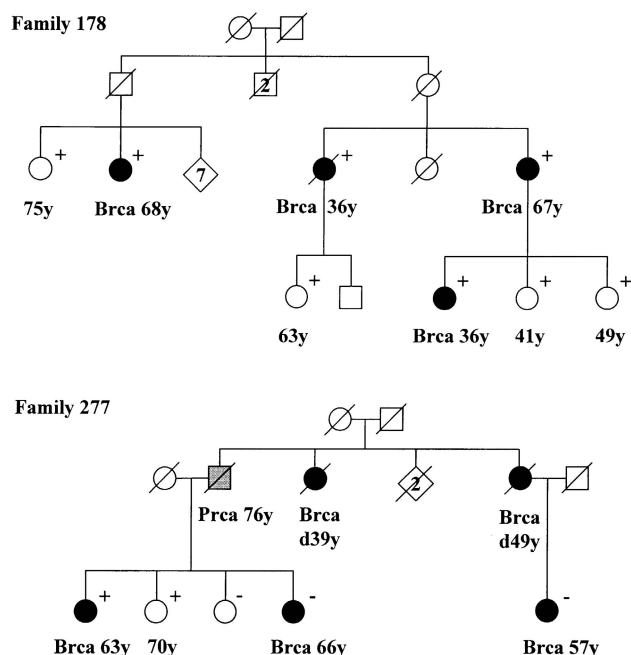 Family 178
2
+ + 7 + +
75y Brca 68y Brca 36y Brca 67y
+ + + +
63y Brca 36y 41y 49y
Family 277
2
Prca 76y Brca Brca
d39y d49y
+ + - - -
Brca 63y 70y Brca 66y Brca 57y